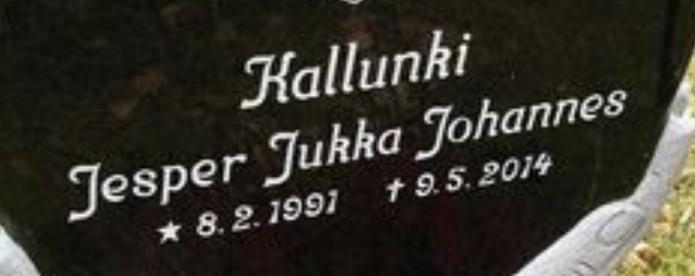 Kallunki
Jesper Jukka Johannes
★ 8.2.1991 † 9.5.2014